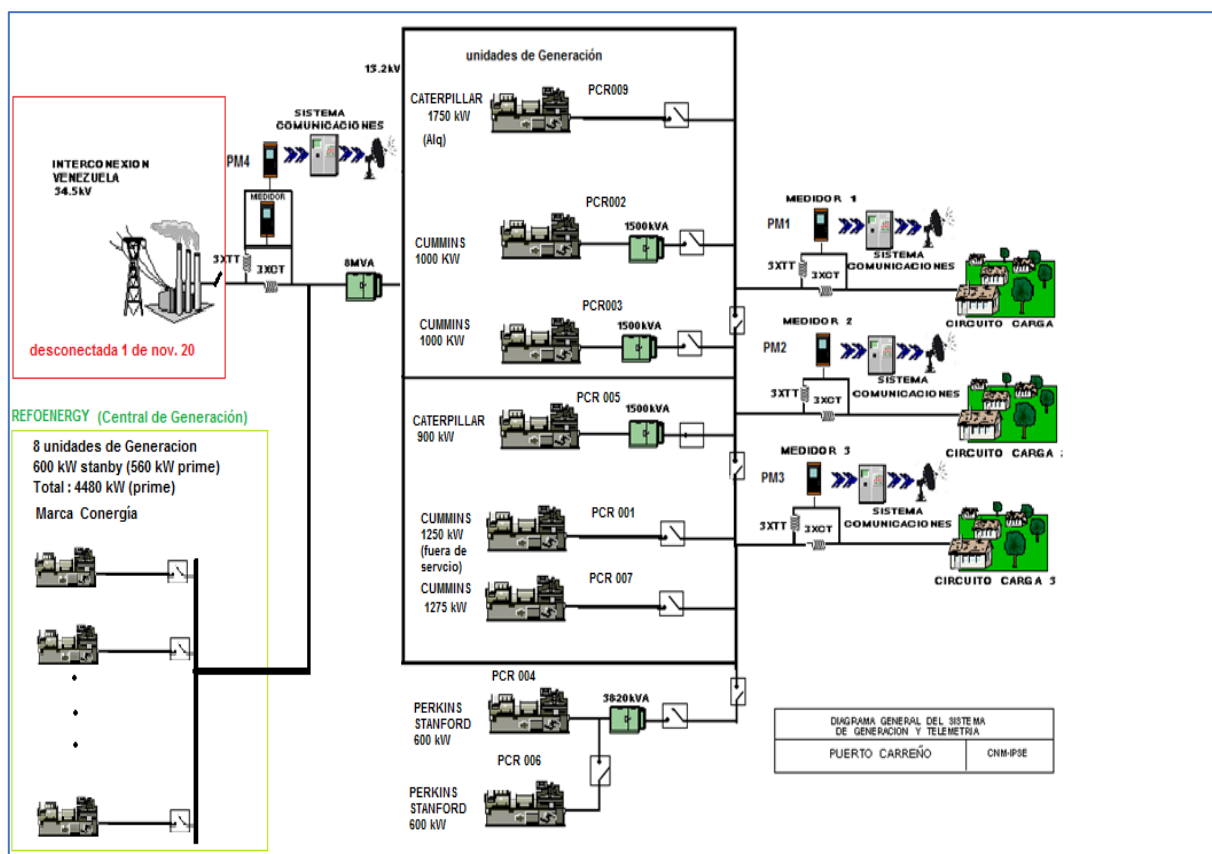 unidades de Generación
13.2kV
PCR009
CATERPILLAR
1750 kW
(Alq)
SISTEMA
COMUNICACIONES
PM4
MEDIDOR
INTERCONEXION
VENEZUELA
34.5kV
3XTT
3XCT
8MVA
desconectada 1 de nov. 20
PCR002
1500kVA
CUMMINS
1000 KW
PCR003
1500kVA
CUMMINS
1000 KW
MEDIDOR 1
PM1
SISTEMA
COMUNICACIONES
3XTT
3XCT
CIRCUITO CARGA
MEDIDOR 2
PM2
SISTEMA
COMUNICACIONES
3XTT
3XCT
CIRCUITO CARGA
PCR 005
1500kVA
CATERPILLAR
900 kW
MEDIDOR 3
PM3
SISTEMA
COMUNICACIONES
3XTT
3XCT
CIRCUITO CARGA 3
REFOENERGY (Central de Generación)
8 unidades de Generacion
600 kW stanby (560 kW prime)
Total : 4480 kW (prime)
Marca Conergía
PCR 001
CUMMINS
1250 kW
(fuera de
servcio)
PCR 007
CUMMINS
1275 kW
PCR 004
3820kVA
PERKINS
STANFORD
600 kW
PCR 006
PERKINS
STANFORD
600 kW
DIAGRAMA GENERAL DEL SISTEMA
DE GENERACION Y TELEMETRIA
PUERTO CARREÑO
CNM-IPSE